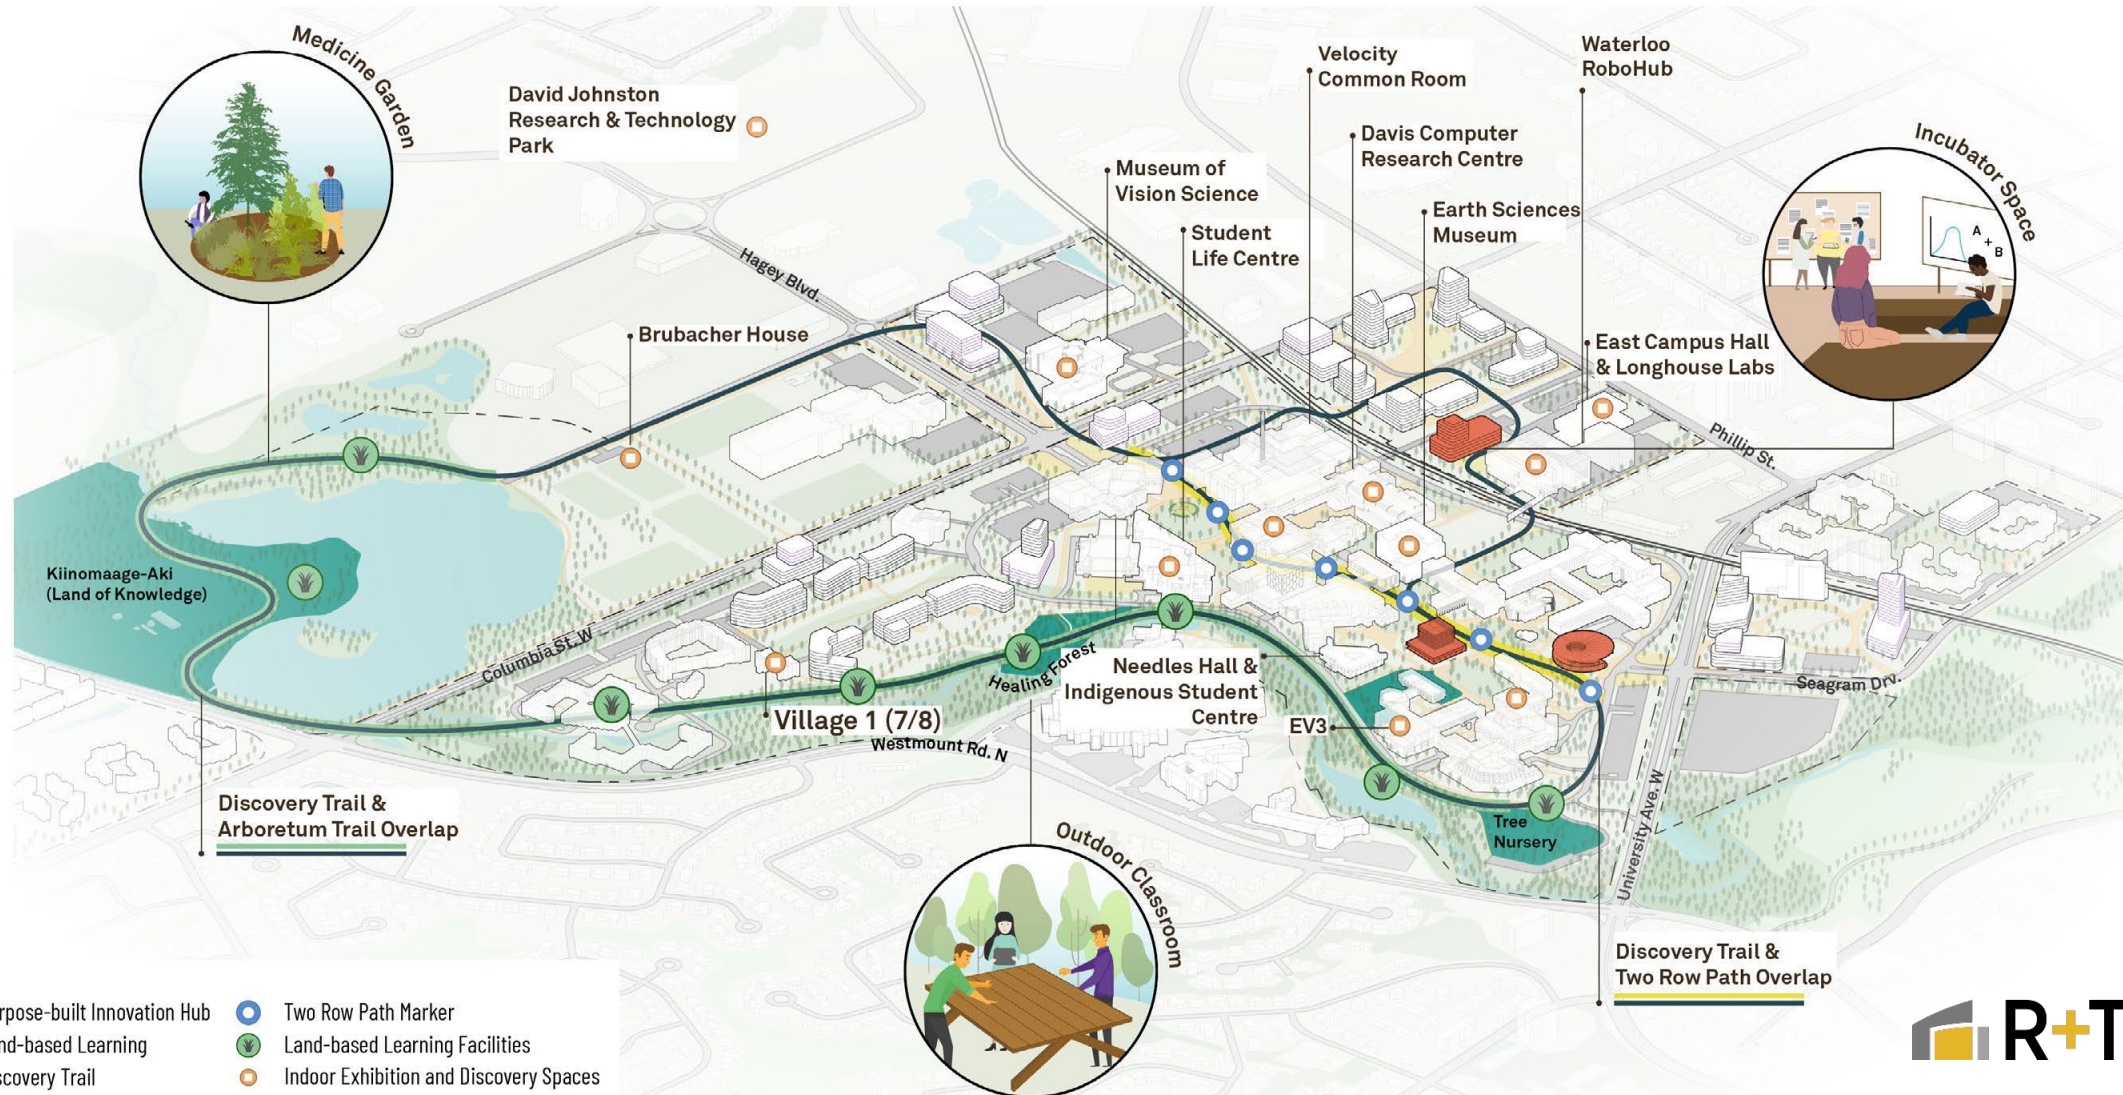 Medicine Garden
David Johnston
Research & Technology
Park
Velocity
Common Room
Waterloo
RoboHub
Davis Computer
Research Centre
Museum of
Vision Science
Earth Sciences
Museum
Student
Life Centre
Incubator Space
A
+
B
Hagey Blvd.
Brubacher House
East Campus Hall
& Longhouse Labs
Phillip St.
Kiinomaage-Aki
(Land of Knowledge)
Columbia St. W
Healing Forest
Needles Hall &
Indigenous Student
Centre
Seagram Drv.
Village 1 (7/8)
EV3
Westmount Rd. N
University Ave. W
Discovery Trail &
Arboretum Trail Overlap
Tree
Nursery
Outdoor Classroom
Discovery Trail &
Two Row Path Overlap
rpose-built Innovation Hub
nd-based Learning
scovery Trail
Two Row Path Marker
Land-based Learning Facilities
Indoor Exhibition and Discovery Spaces
R+T